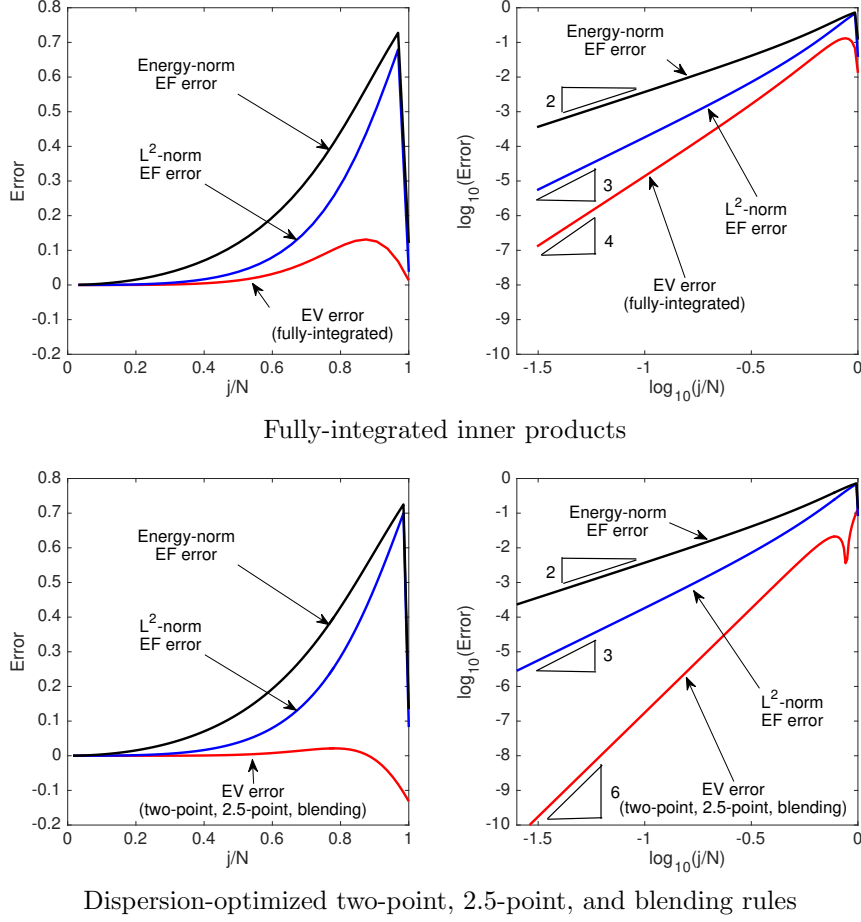 0.8
0.7
0.6
0.5
0.4
0.3
0.2
0.1
0
-0.1
-0.2
Error
Energy-norm
EF error
L²-norm
EF error
EV error
(fully-integrated)
0 0.2 0.4 0.6 0.8 1
j/N
0
-1
-2
-3
-4
-5
-6
-7
-8
-9
-10
log₁₀(Error)
Energy-norm
EF error
2
3
4
L²-norm
EF error
EV error
(fully-integrated)
-1.5 -1 -0.5 0
log₁₀(j/N)
Fully-integrated inner products
0.8
0.7
0.6
0.5
0.4
0.3
0.2
0.1
0
-0.1
-0.2
Error
Energy-norm
EF error
L²-norm
EF error
EV error
(two-point, 2.5-point, blending)
0 0.2 0.4 0.6 0.8 1
j/N
0
-1
-2
-3
-4
-5
-6
-7
-8
-9
-10
log₁₀(Error)
Energy-norm
EF error
2
3
L²-norm
EF error
6
EV error
(two-point, 2.5-point, blending)
-1.5 -1 -0.5 0
log₁₀(j/N)
Dispersion-optimized two-point, 2.5-point, and blending rules